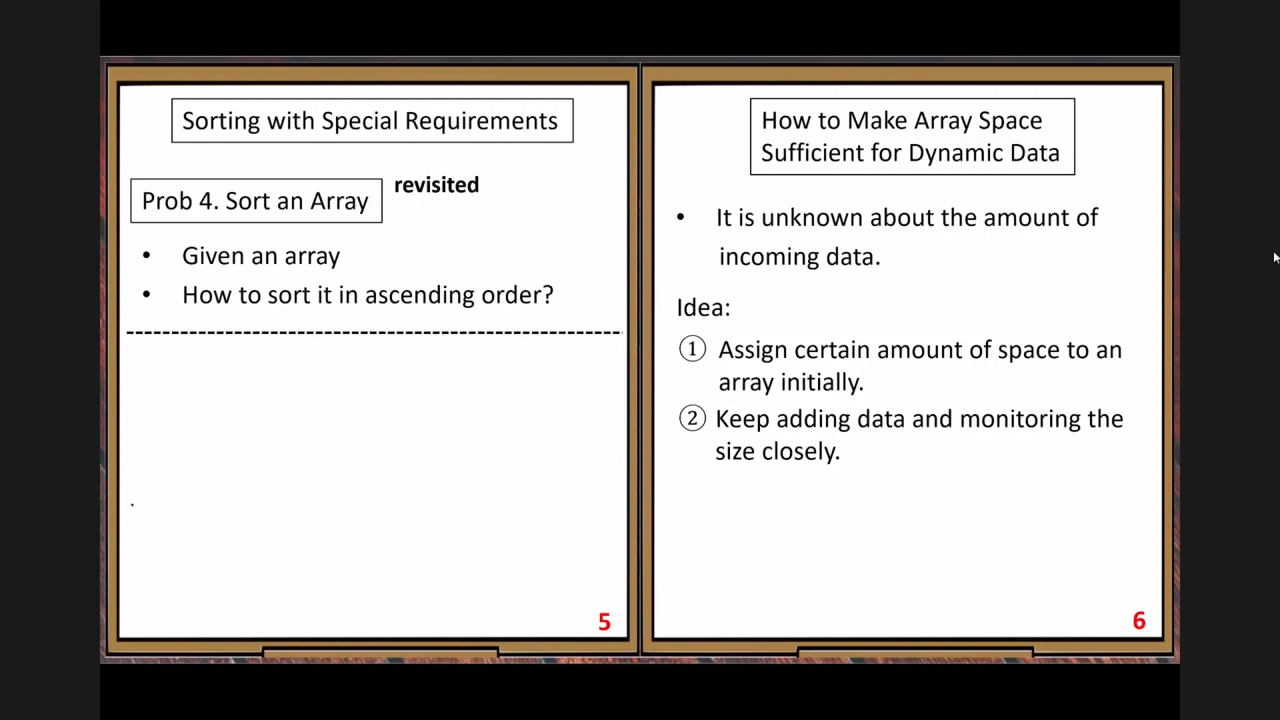 Sorting with Special Requirements
Prob 4. Sort an Array
revisited
• Given an array
• How to sort it in ascending order?
5
How to Make Array Space
Sufficient for Dynamic Data
• It is unknown about the amount of
incoming data.
Idea:
① Assign certain amount of space to an
array initially.
② Keep adding data and monitoring the
size closely.
6